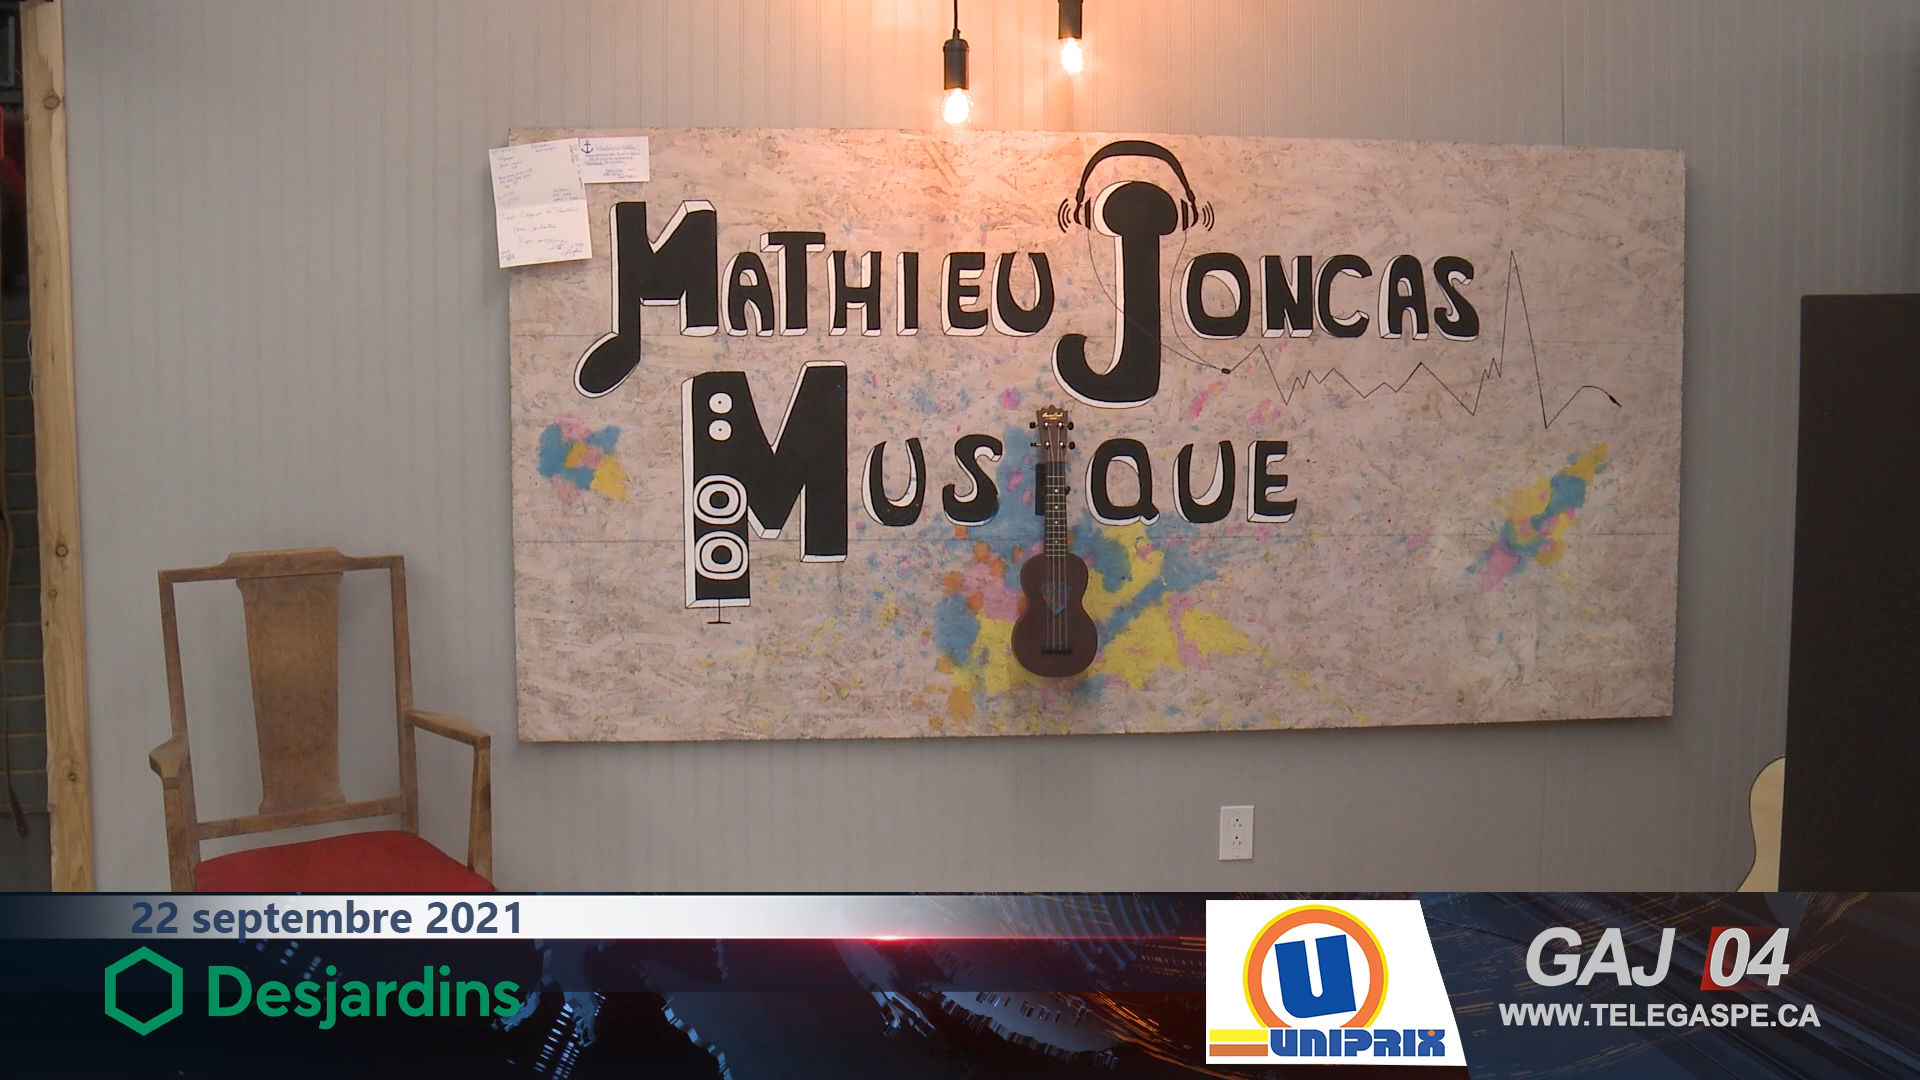 MATHIEU JONCAS
MUSIQUE
22 septembre 2021
Desjardins
U
UNIPRIX
GAJ 04
WWW.TELEGASPE.CA